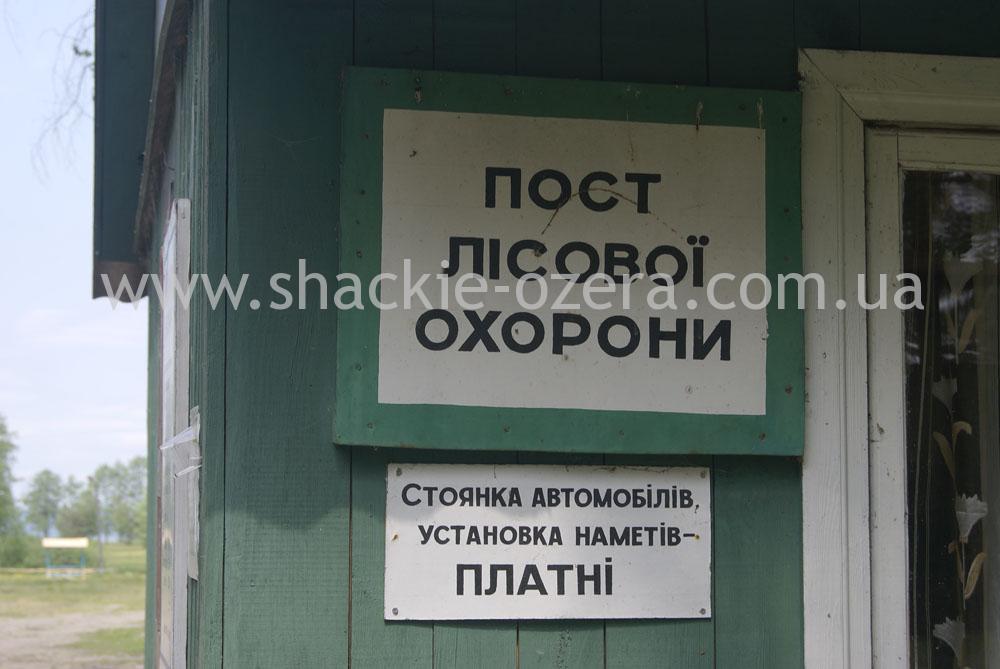 ПОСТ
ЛІСОВОЇ
www.shackie-ozera.com.ua
ОХОРОНИ
СТОЯНКА АВТОМОБІЛІВ,
УСТАНОВКА НАМЕТІВ-
ПЛАТНІ